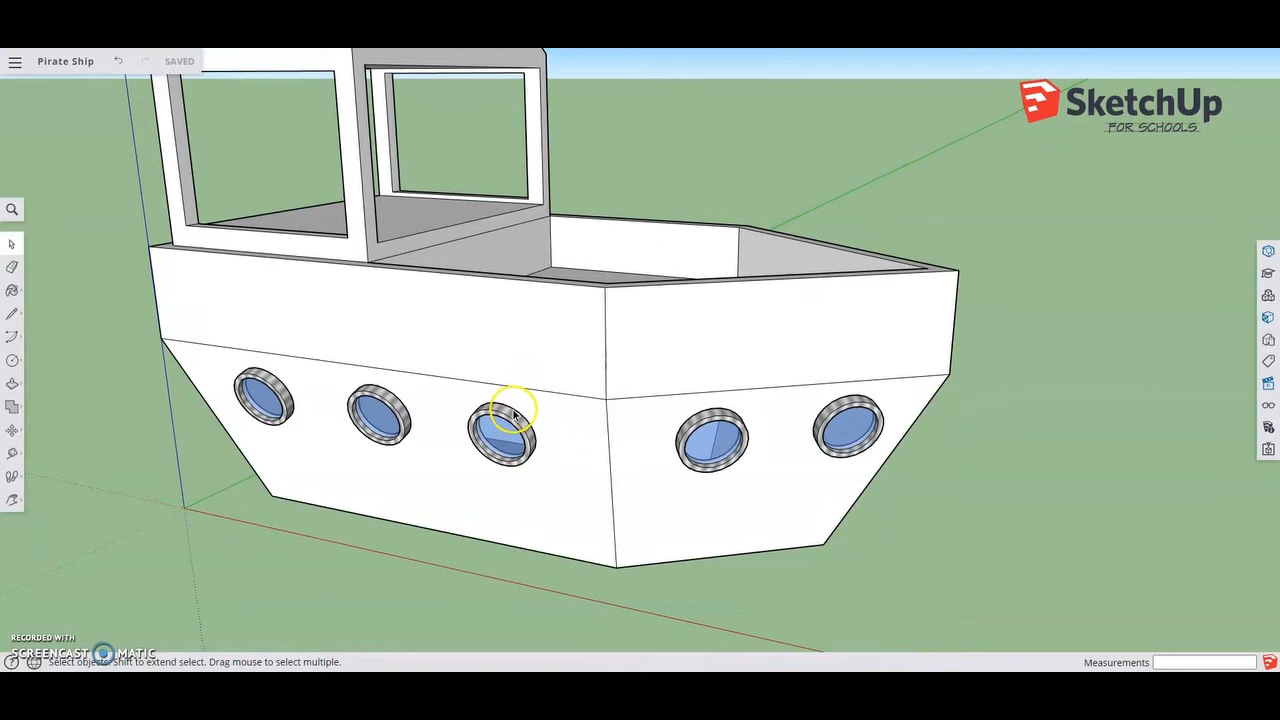 Pirate Ship
SAVED
SketchUp
FOR SCHOOLS
RECORDED WITH
SCREENCAST MATIC
Select objects. Shift to extend select. Drag mouse to select multiple.
Measurements